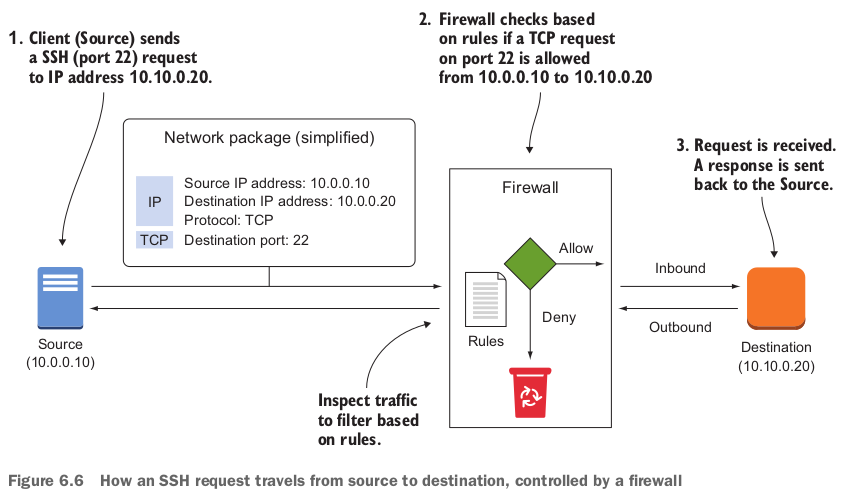 1. Client (Source) sends
a SSH (port 22) request
to IP address 10.10.0.20.
2. Firewall checks based
on rules if a TCP request
on port 22 is allowed
from 10.0.0.10 to 10.10.0.20
3. Request is received.
A response is sent
back to the Source.
Network package (simplified)
IP
Source IP address: 10.0.0.10
Destination IP address: 10.0.0.20
Protocol: TCP
TCP
Destination port: 22
Firewall
Allow
Deny
Rules
Inbound
Outbound
Source
(10.0.0.10)
Destination
(10.10.0.20)
Inspect traffic
to filter based
on rules.
Figure 6.6 How an SSH request travels from source to destination, controlled by a firewall